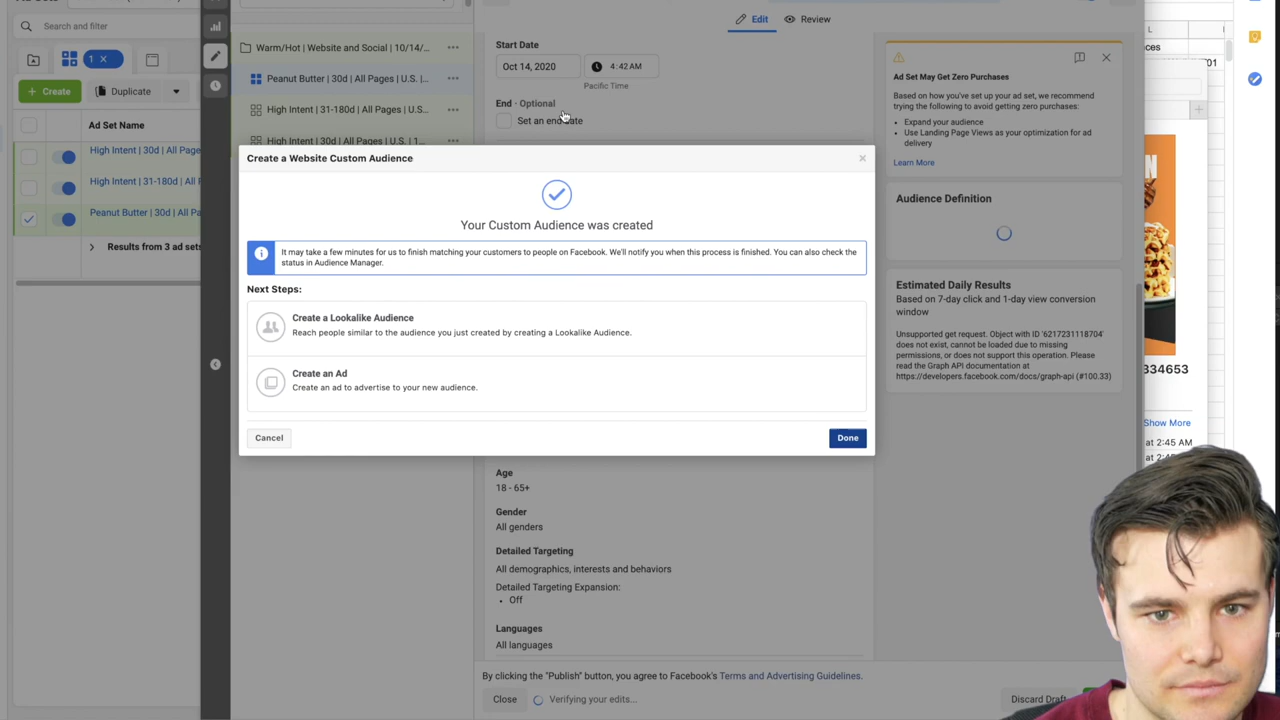 Search and filter
1 ×
+ Create
Duplicate
Ad Set Name
High Intent | 30d | All Pages
High Intent | 31-180d | All P
Peanut Butter | 30d | All Pa
Results from 3 ad sets
Warm/Hot | Website and Social | 10/14/...
Peanut Butter | 30d | All Pages | U.S. |...
High Intent | 31-180d | All Pages | U.S...
High Intent | 30d | All Pages | U.S. | 1...
Edit
Review
Start Date
Oct 14, 2020
4:42AM
Pacific Time
End · Optional
Set an end date
Create a Website Custom Audience
Your Custom Audience was created
It may take a few minutes for us to finish matching your customers to people on Facebook. We'll notify you when this process is finished. You can also check the
status in Audience Manager.
Next Steps:
Create a Lookalike Audience
Reach people similar to the audience you just created by creating a Lookalike Audience.
Create an Ad
Create an ad to advertise to your new audience.
Cancel
Done
Age
18 - 65+
Gender
All genders
Detailed Targeting
All demographics, interests and behaviors
Detailed Targeting Expansion:
• Off
Languages
All languages
By clicking the "Publish" button, you agree to Facebook's Terms and Advertising Guidelines.
Close
Verifying your edits...
Discard Draft
Ad Set May Get Zero Purchases
Based on how you've set up your ad set, we recommend
trying the following to avoid getting zero purchases:
• Expand your audience
• Use Landing Page Views as your optimization for ad
delivery
Learn More
Audience Definition
Estimated Daily Results
Based on 7-day click and 1-day view conversion
window
Unsupported get request. Object with ID '6217231118704'
does not exist, cannot be loaded due to missing
permissions, or does not support this operation. Please
read the Graph API documentation at
https://developers.facebook.com/docs/graph-api (#100.33)
L
ces
01
334653
Show More
at 2:45 AM